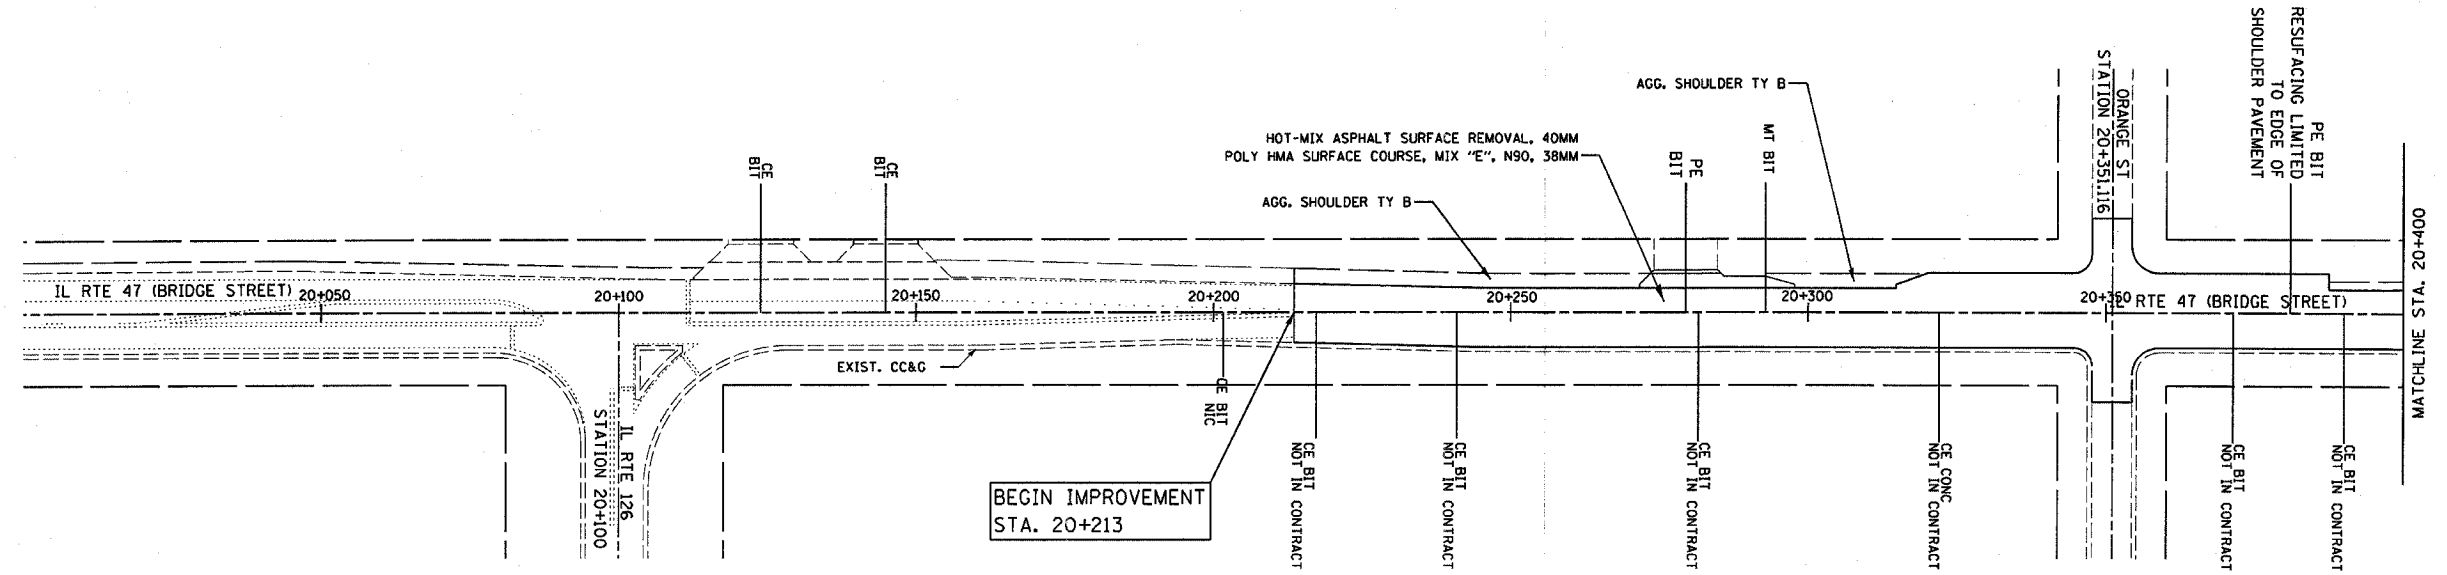 PE BIT
RESUFACING LIMITED
TO EDGE OF
SHOULDER PAVEMENT
ORANGE ST
STATION 20+351.116
AGG. SHOULDER TY B
HOT-MIX ASPHALT SURFACE REMOVAL, 40MM
POLY HMA SURFACE COURSE, MIX "E", N90, 38MM
MT BIT
PE
BIT
CE
BIT
CE
BIT
AGG. SHOULDER TY B
MATCHLINE STA. 20+400
IL RTE 47 (BRIDGE STREET)
20+050
20+100
20+150
20+200
20+250
20+300
20+350
IL RTE 47 (BRIDGE STREET)
EXIST. CC&G
CE BIT
NIC
IL RTE 126
STATION 20+100
BEGIN IMPROVEMENT
STA. 20+213
CE BIT
NOT IN CONTRACT
CE BIT
NOT IN CONTRACT
CE BIT
NOT IN CONTRACT
CE CONC
NOT IN CONTRACT
CE BIT
NOT IN CONTRACT
CE BIT
NOT IN CONTRACT